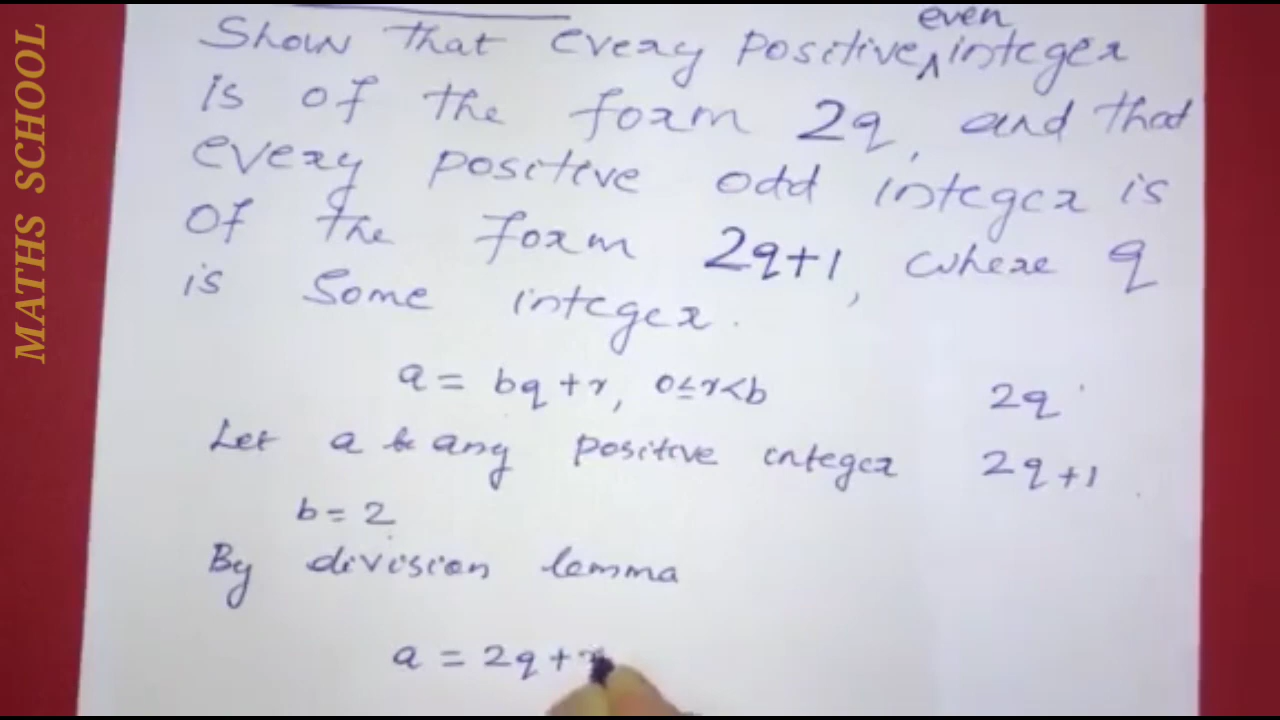 MATHS SCHOOL
Show that every positive even integer
is of the form 2q, and that
every positive odd integer is
of the form 2q+1, where q
is some integer.
a = bq + r, 0≤r<b
2q
Let a be any positive integer
2q+1
b = 2
By division lemma
a = 2q + r